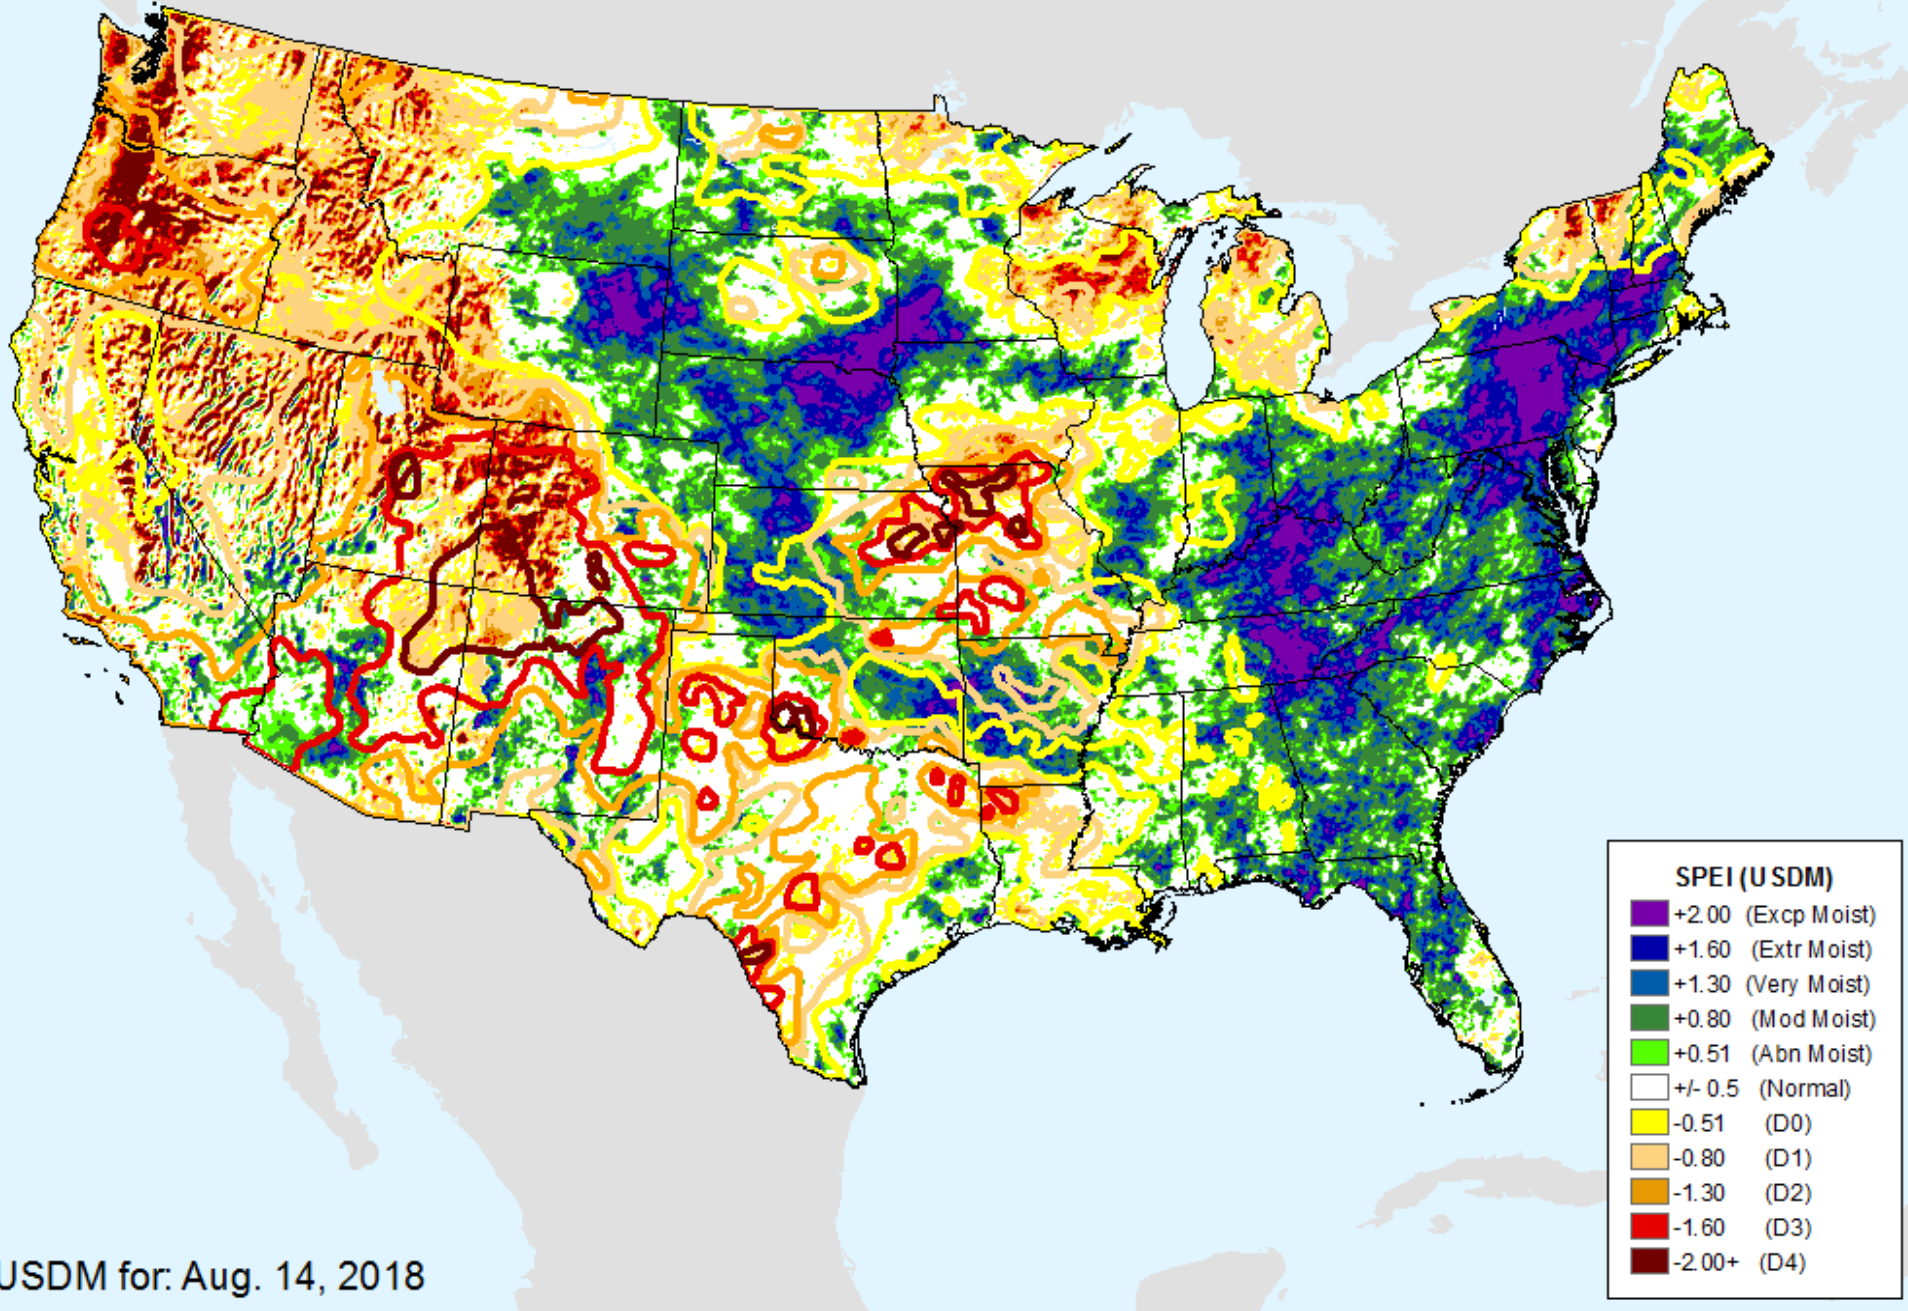 SPEI (USDM)
+2.00 (Excp Moist)
+1.60 (Extr Moist)
+1.30 (Very Moist)
+0.80 (Mod Moist)
+0.51 (Abn Moist)
+/- 0.5 (Normal)
-0.51 (D0)
-0.80 (D1)
-1.30 (D2)
-1.60 (D3)
-2.00+ (D4)
USDM for: Aug. 14, 2018